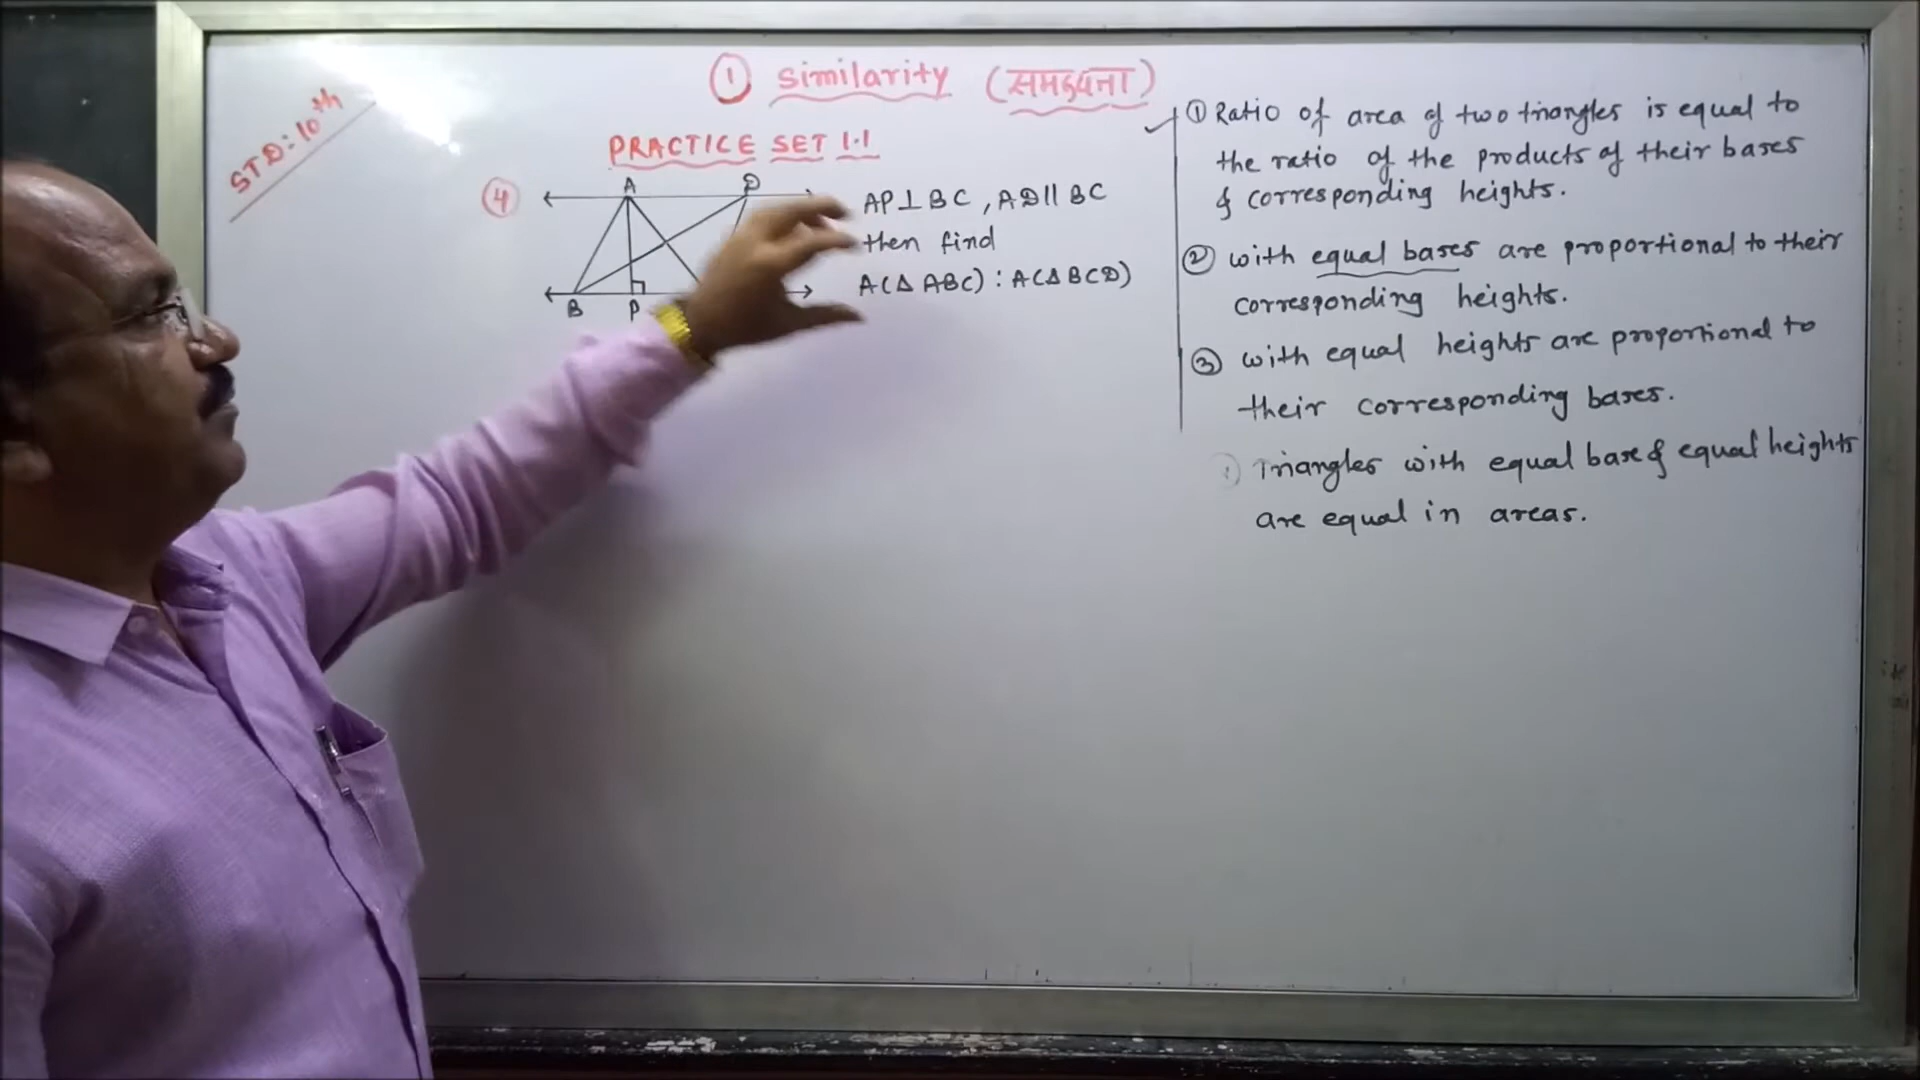 ① Similarity (समरूपता)
STD: 10th
PRACTICE SET 1.1
④
A D
B P
AP⊥BC, AD||BC
then find
A(Δ ABC) : A(Δ BCD)
① Ratio of area of two triangles is equal to
the ratio of the products of their bases
& corresponding heights.
② with equal bases are proportional to their
corresponding heights.
③ with equal heights are proportional to
their corresponding bases.
Triangles with equal base & equal heights
are equal in areas.